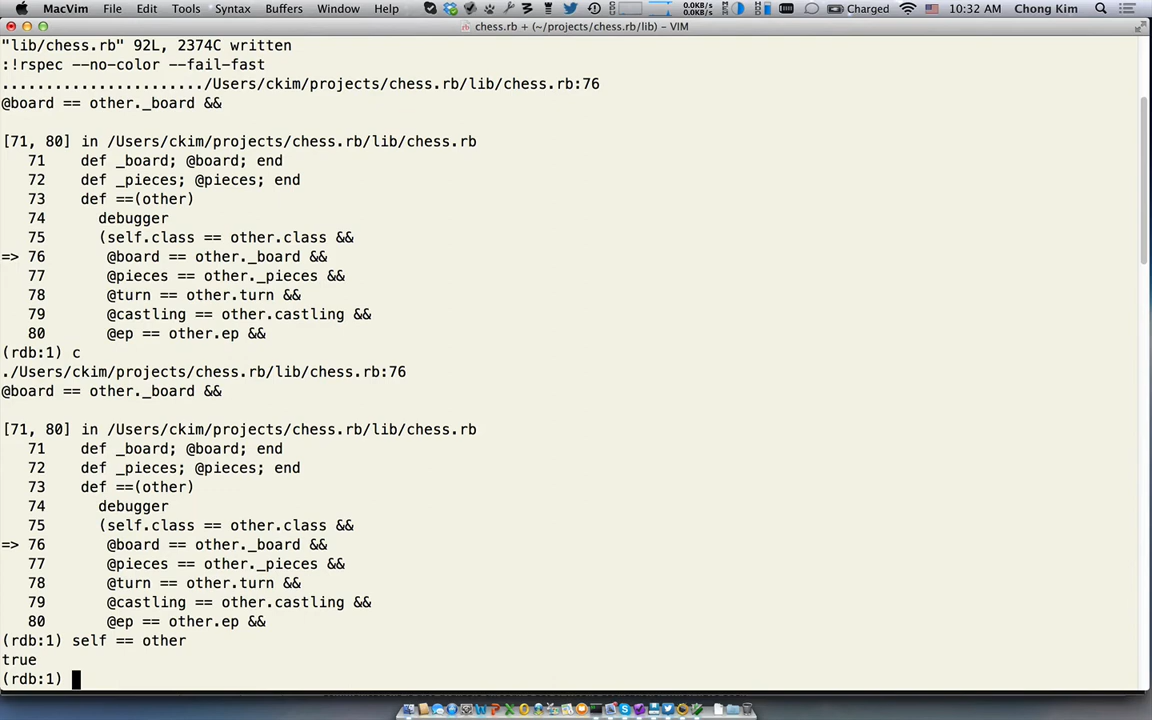 MacVim File Edit Tools Syntax Buffers Window Help 0.0KB/s 0.0KB/s Charged 10:32 AM Chong Kim
chess.rb + (~/projects/chess.rb/lib) – VIM
"lib/chess.rb" 92L, 2374C written
:!rspec --no-color --fail-fast
......................./Users/ckim/projects/chess.rb/lib/chess.rb:76
@board == other._board &&
[71, 80] in /Users/ckim/projects/chess.rb/lib/chess.rb
71 def _board; @board; end
72 def _pieces; @pieces; end
73 def ==(other)
74 debugger
75 (self.class == other.class &&
=> 76 @board == other._board &&
77 @pieces == other._pieces &&
78 @turn == other.turn &&
79 @castling == other.castling &&
80 @ep == other.ep &&
(rdb:1) c
./Users/ckim/projects/chess.rb/lib/chess.rb:76
@board == other._board &&
[71, 80] in /Users/ckim/projects/chess.rb/lib/chess.rb
71 def _board; @board; end
72 def _pieces; @pieces; end
73 def ==(other)
74 debugger
75 (self.class == other.class &&
=> 76 @board == other._board &&
77 @pieces == other._pieces &&
78 @turn == other.turn &&
79 @castling == other.castling &&
80 @ep == other.ep &&
(rdb:1) self == other
true
(rdb:1)